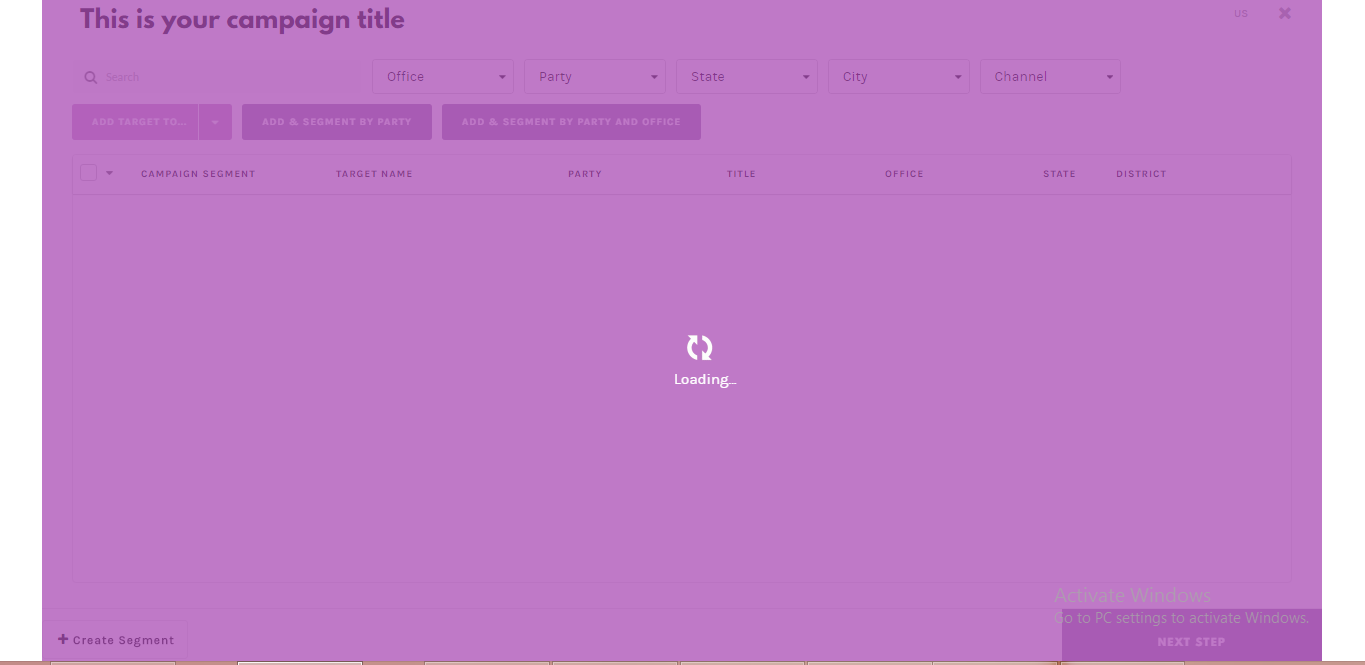 This is your campaign title
US
Search
Office
Party
State
City
Channel
ADD TARGET TO...
ADD & SEGMENT BY PARTY
ADD & SEGMENT BY PARTY AND OFFICE
CAMPAIGN SEGMENT
TARGET NAME
PARTY
TITLE
OFFICE
STATE
DISTRICT
Loading...
Activate Windows
Go to PC settings to activate Windows.
Create Segment
NEXT STEP